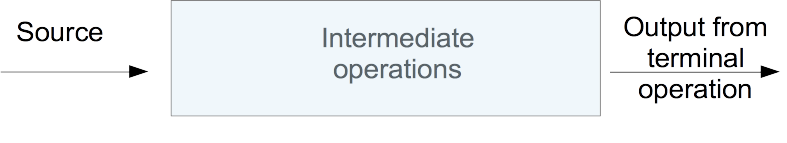 Source
Intermediate
operations
Output from
terminal
operation